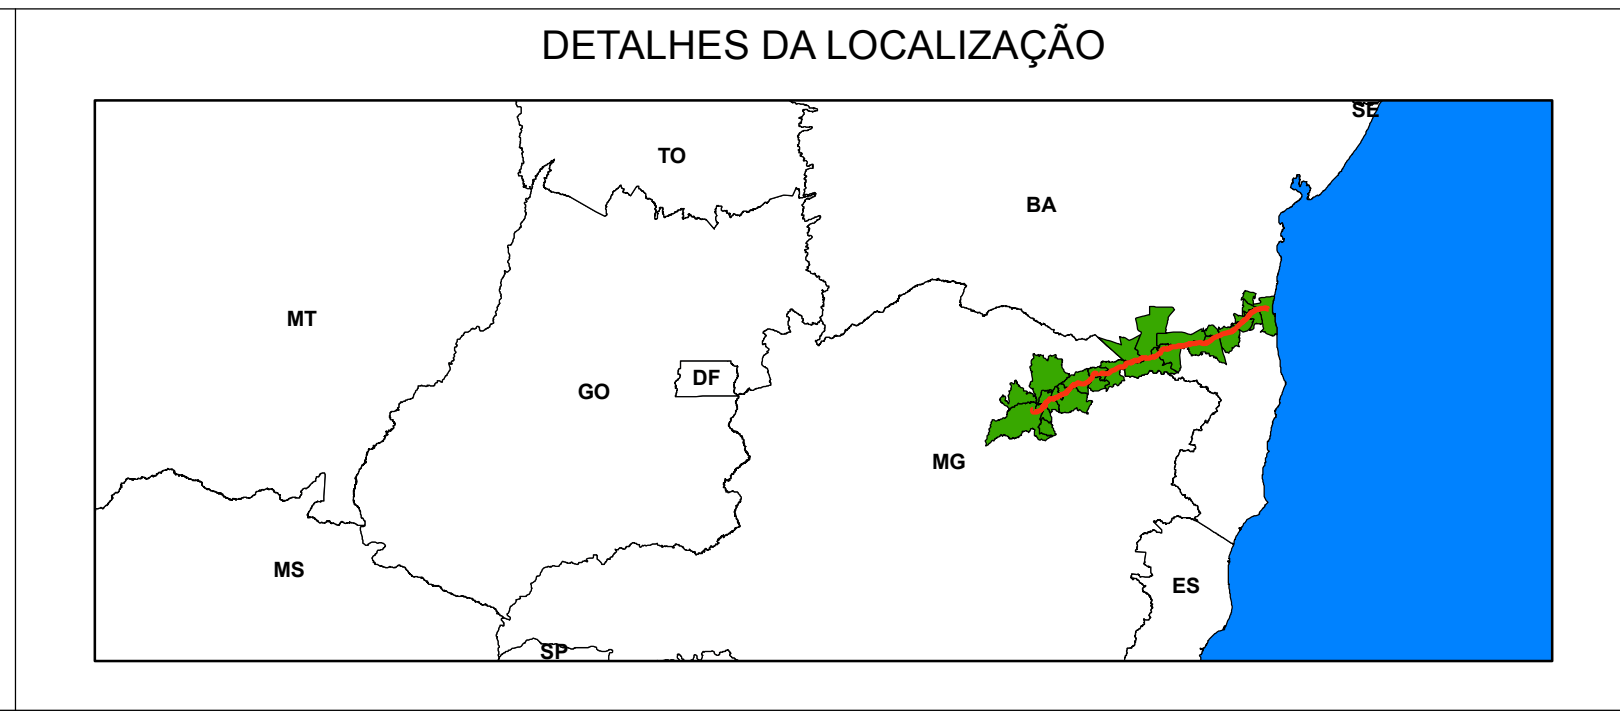 DETALHES DA LOCALIZAÇÃO
SE
TO
BA
MT
DF
GO
MG
MS
ES
SP